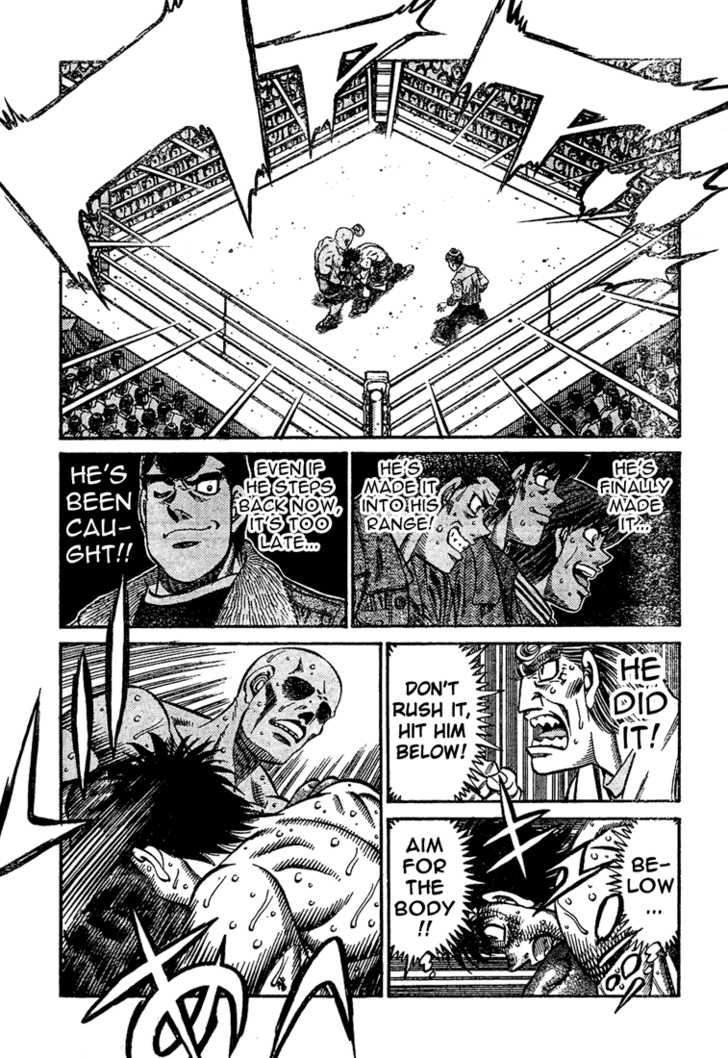 HE'S
FINALLY
MADE
IT...
HE'S
MADE IT
INTO HIS
RANGE!
EVEN IF
HE STEPS
BACK NOW,
IT'S TOO
LATE...
HE'S
BEEN
CAU-
GHT!!
HE
DID
IT!
DON'T
RUSH IT,
HIT HIM
BELOW!
BE-
LOW
...
AIM
FOR
THE
BODY
!!